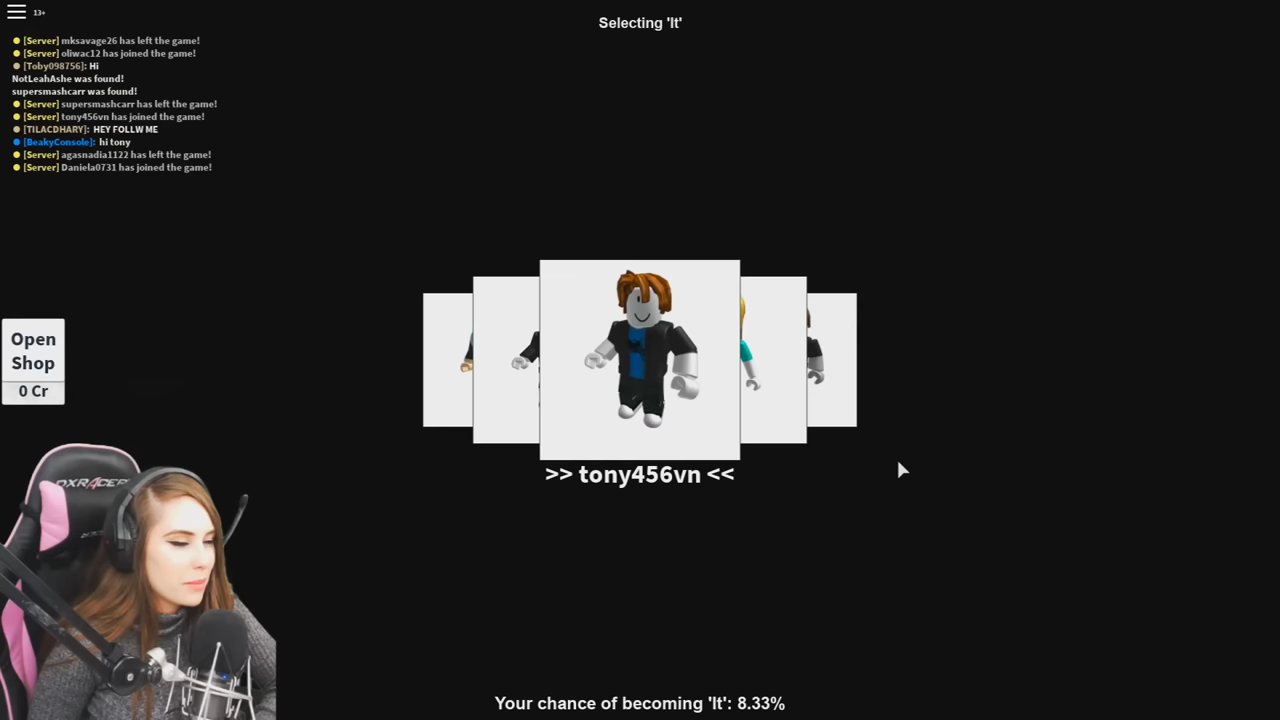 13+
Selecting 'It'
[Server] mksavage26 has left the game!
[Server] oliwac12 has joined the game!
[Toby098756]: Hi
NotLeahAshe was found!
supersmashcarr was found!
[Server] supersmashcarr has left the game!
[Server] tony456vn has joined the game!
[TILACDHARY]: HEY FOLLW ME
[BeakyConsole]: hi tony
[Server] agasnadia1122 has left the game!
[Server] Daniela0731 has joined the game!
Open
Shop
0 Cr
>> tony456vn <<
DXRACER
Your chance of becoming 'It': 8.33%